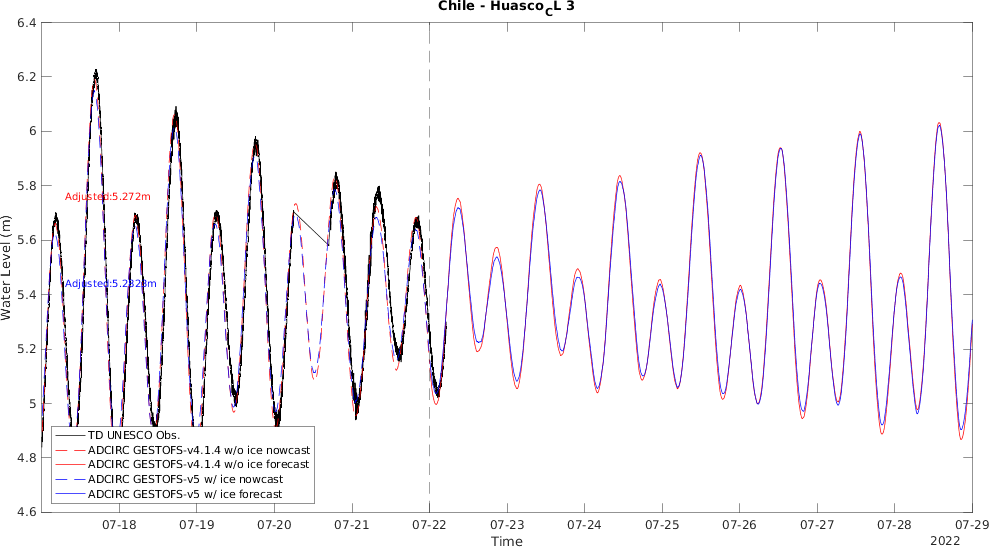 Chile - Huasco_CL 3
6.4
6.2
6
5.8
5.6
5.4
5.2
5
4.8
4.6
Water Level (m)
Adjusted:5.272m
TD UNESCO Obs.
ADCIRC GESTOFS-v4.1.4 w/o ice nowcast
ADCIRC GESTOFS-v4.1.4 w/o ice forecast
ADCIRC GESTOFS-v5 w/ ice nowcast
ADCIRC GESTOFS-v5 w/ ice forecast
07-18
07-19
07-20
07-21
07-22
07-23
07-24
07-25
07-26
07-27
07-28
07-29
Time
2022